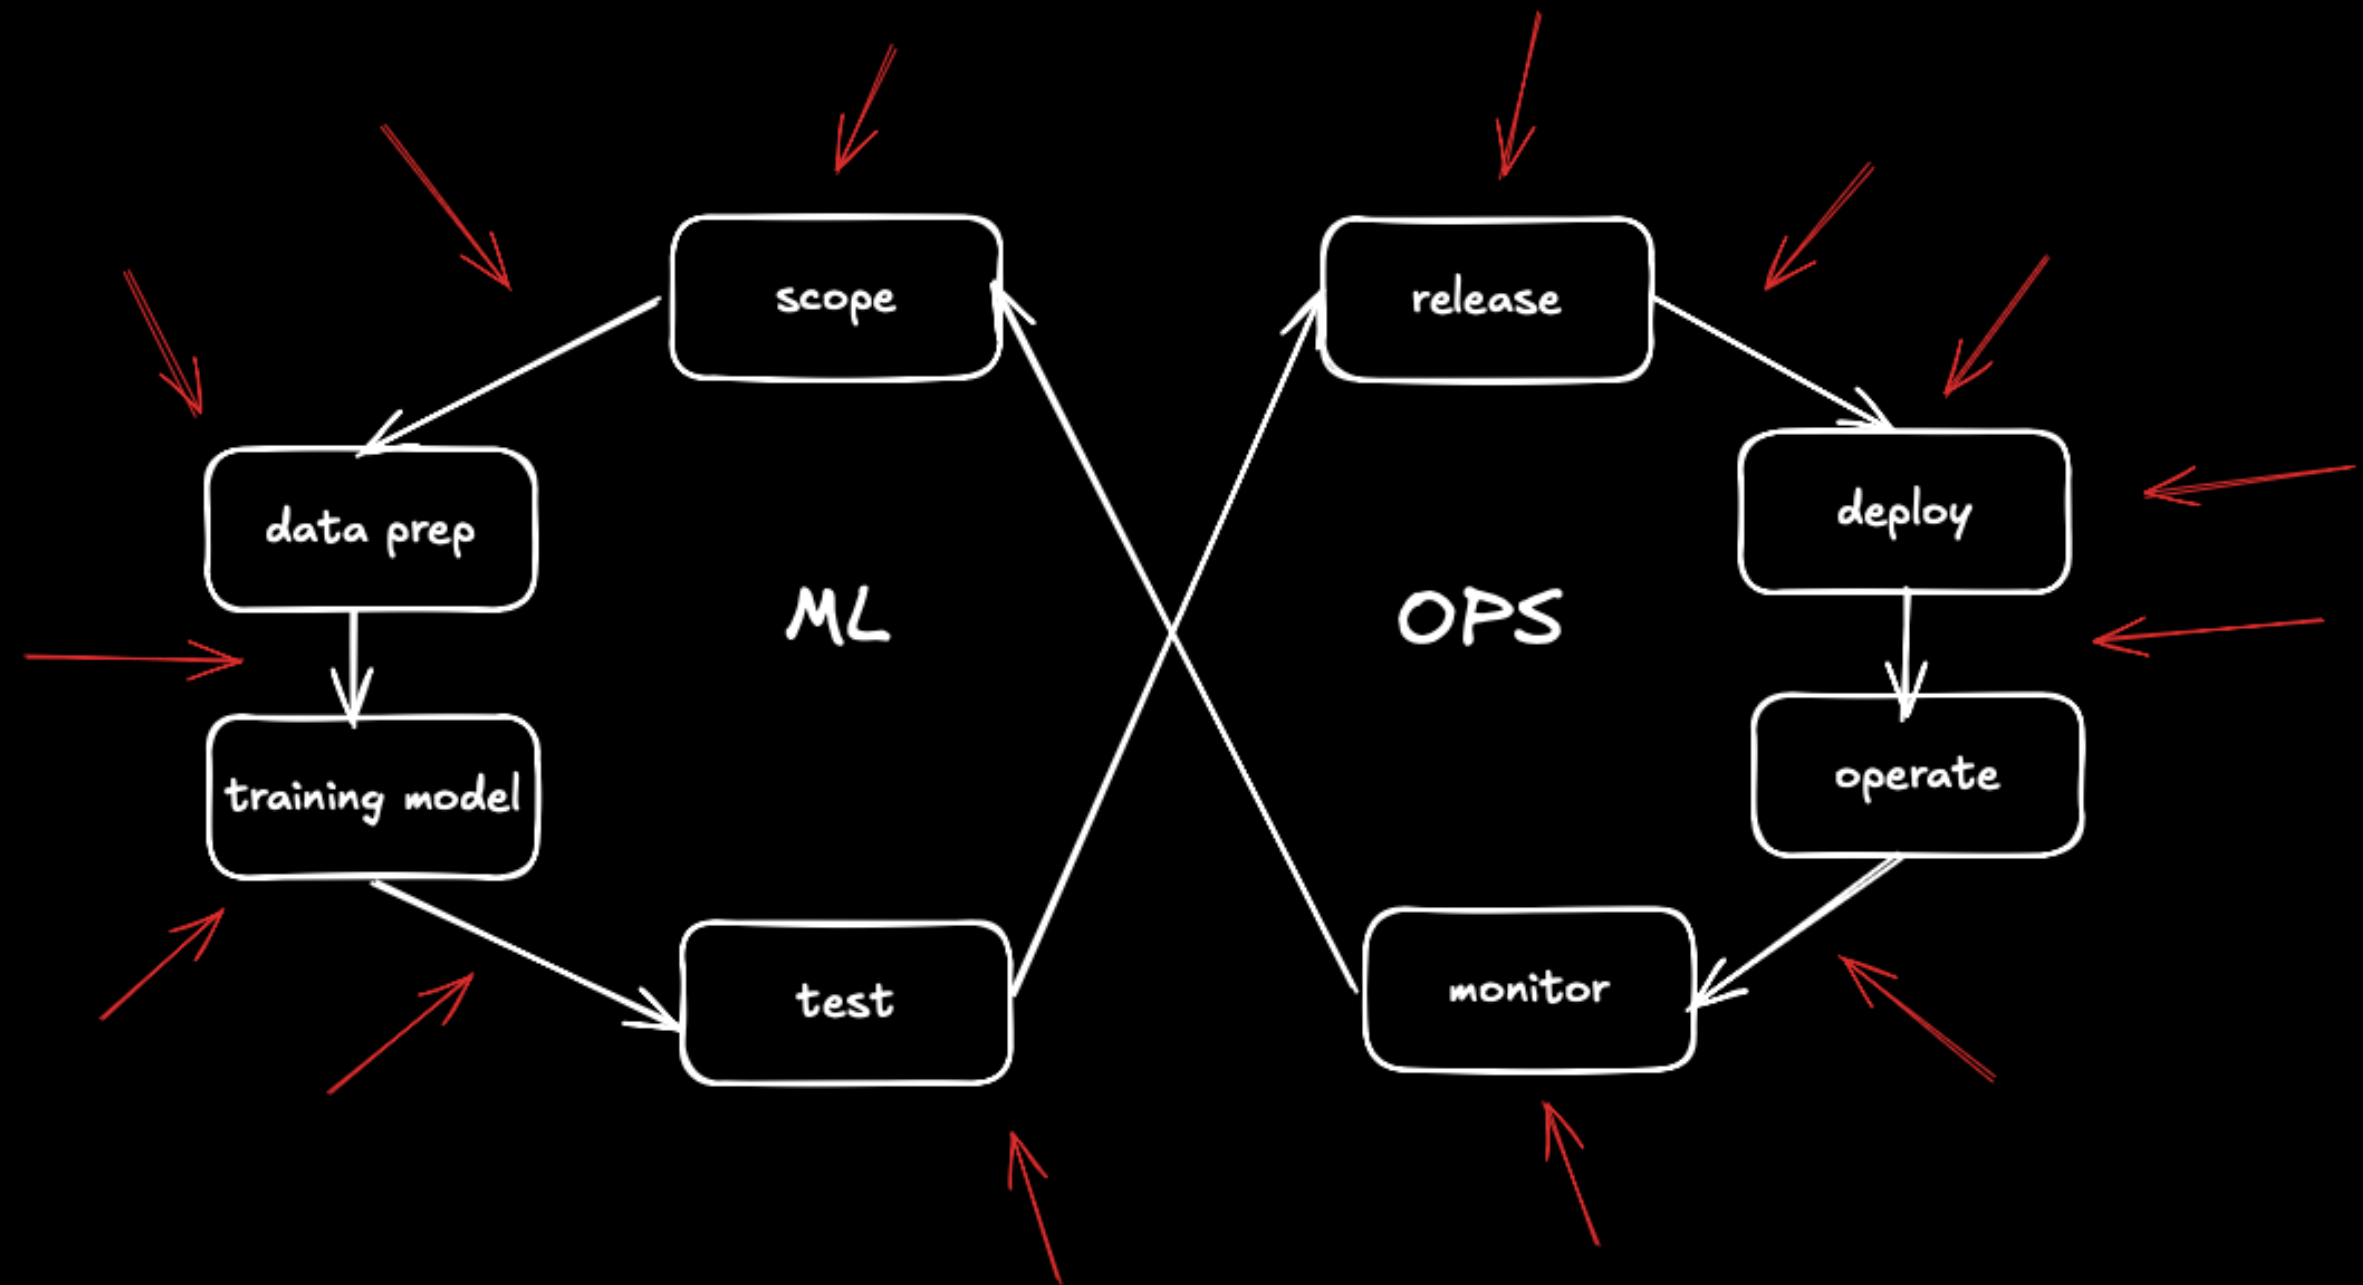 scope
release
data prep
deploy
ML
OPS
training model
operate
test
monitor